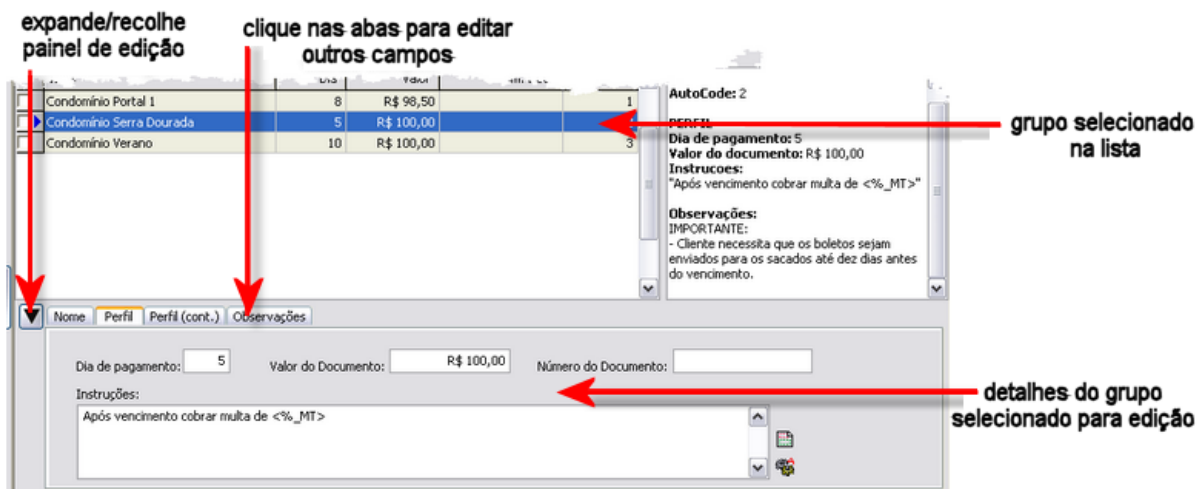 expande/recolhe
painel de edição
clique nas abas para editar
outros campos
Condomínio Portal 1 8 R$ 98,50 1
Condomínio Serra Dourada 5 R$ 100,00
Condomínio Verano 10 R$ 100,00 3
AutoCode: 2
PERFIL
Dia de pagamento: 5
Valor do documento: R$ 100,00
Instrucoes:
"Após vencimento cobrar multa de <%_MT>"
Observações:
IMPORTANTE:
- Cliente necessita que os boletos sejam
enviados para os sacados até dez dias antes
do vencimento.
grupo selecionado
na lista
Nome Perfil Perfil (cont.) Observações
Dia de pagamento: 5 Valor do Documento: R$ 100,00 Número do Documento:
Instruções:
Após vencimento cobrar multa de <%_MT>
detalhes do grupo
selecionado para edição